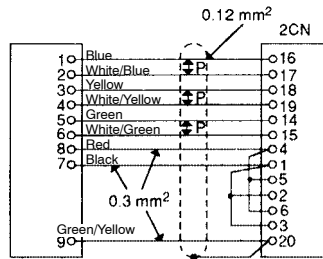 0.12 mm²
2CN
1 Blue P 16
2 White/Blue 17
3 Yellow P 18
4 White/Yellow 19
5 Green P 14
6 White/Green 15
8 Red 4
7 Black 1
5
0.3 mm² 2
6
3
9 Green/Yellow 20